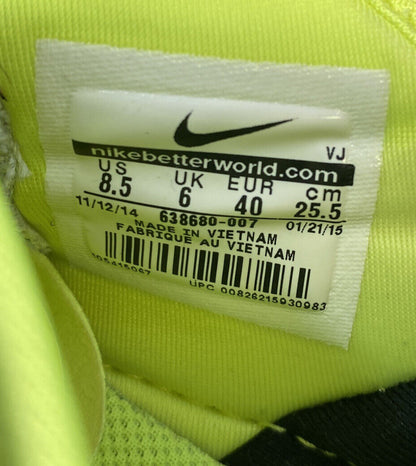 VJ
nikebetterworld.com
US UK EUR cm
8.5 6 40 25.5
11/12/14 638680-007 01/21/15
MADE IN VIETNAM
FABRIQUE AU VIETNAM
105415067
UPC 00826215930983